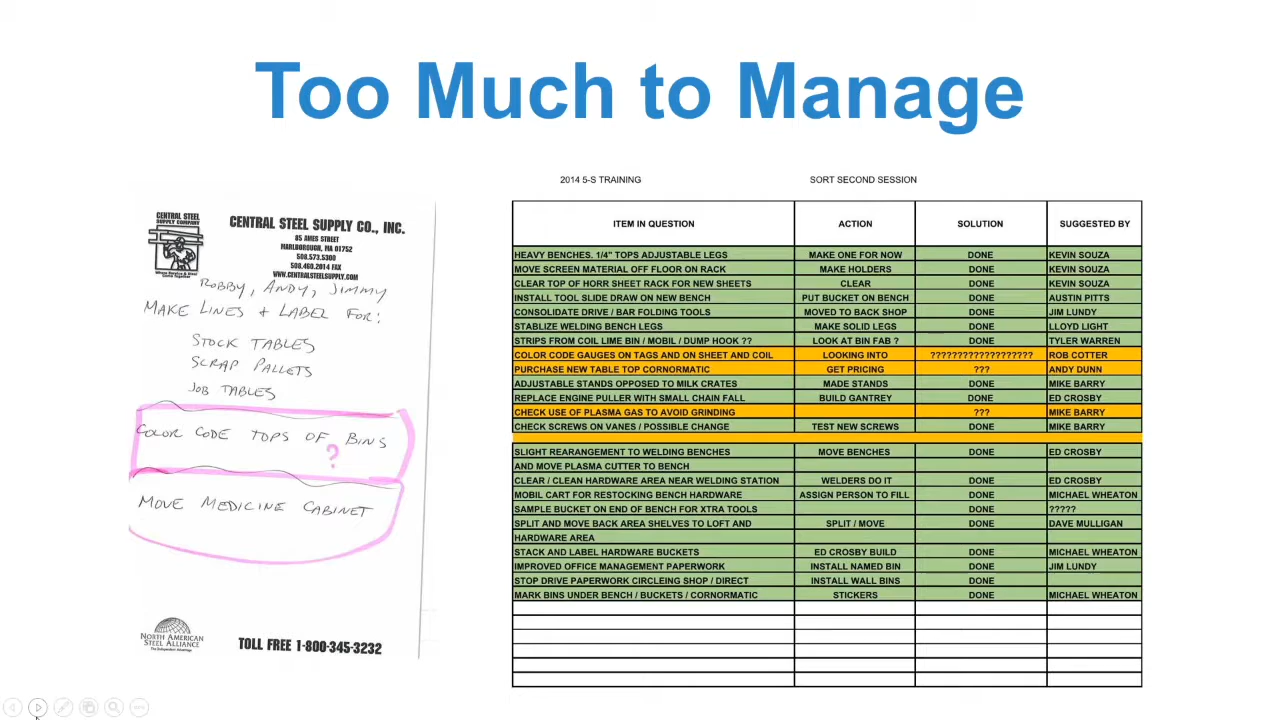 Too Much to Manage
CENTRAL STEEL
SUPPLY COMPANY
CENTRAL STEEL SUPPLY CO., INC.
85 AMES STREET
MARLBOROUGH, MA 01752
508.573.5300
508.460.2014 FAX
WWW.CENTRALSTEELSUPPLY.COM
ROBBY, ANDY, JIMMY
MAKE LINES + LABEL FOR:
STOCK TABLES
SCRAP PALLETS
JOB TABLES
COLOR CODE TOPS OF BINS
?
MOVE MEDICINE CABINET
NORTH AMERICAN
STEEL ALLIANCE
TOLL FREE 1-800-345-3232
2014 5-S TRAINING SORT SECOND SESSION
ITEM IN QUESTION ACTION SOLUTION SUGGESTED BY
HEAVY BENCHES. 1/4" TOPS ADJUSTABLE LEGS MAKE ONE FOR NOW DONE KEVIN SOUZA
MOVE SCREEN MATERIAL OFF FLOOR ON RACK MAKE HOLDERS DONE KEVIN SOUZA
CLEAR TOP OF HORR SHEET RACK FOR NEW SHEETS CLEAR DONE KEVIN SOUZA
INSTALL TOOL SLIDE DRAW ON NEW BENCH PUT BUCKET ON BENCH DONE AUSTIN PITTS
CONSOLIDATE DRIVE / BAR FOLDING TOOLS MOVED TO BACK SHOP DONE JIM LUNDY
STABLIZE WELDING BENCH LEGS MAKE SOLID LEGS DONE LLOYD LIGHT
STRIPS FROM COIL LIME BIN / MOBIL / DUMP HOOK ?? LOOK AT BIN FAB ? DONE TYLER WARREN
COLOR CODE GAUGES ON TAGS AND ON SHEET AND COIL LOOKING INTO ??????????????????? ROB COTTER
PURCHASE NEW TABLE TOP CORNORMATIC GET PRICING ??? ANDY DUNN
ADJUSTABLE STANDS OPPOSED TO MILK CRATES MADE STANDS DONE MIKE BARRY
REPLACE ENGINE PULLER WITH SMALL CHAIN FALL BUILD GANTREY DONE ED CROSBY
CHECK USE OF PLASMA GAS TO AVOID GRINDING ??? MIKE BARRY
CHECK SCREWS ON VANES / POSSIBLE CHANGE TEST NEW SCREWS DONE MIKE BARRY
SLIGHT REARRANGEMENT TO WELDING BENCHES MOVE BENCHES DONE ED CROSBY
AND MOVE PLASMA CUTTER TO BENCH
CLEAR / CLEAN HARDWARE AREA NEAR WELDING STATION WELDERS DO IT DONE ED CROSBY
MOBIL CART FOR RESTOCKING BENCH HARDWARE ASSIGN PERSON TO FILL DONE MICHAEL WHEATON
SAMPLE BUCKET ON END OF BENCH FOR XTRA TOOLS DONE ?????
SPLIT AND MOVE BACK AREA SHELVES TO LOFT AND SPLIT / MOVE DONE DAVE MULLIGAN
HARDWARE AREA
STACK AND LABEL HARDWARE BUCKETS ED CROSBY BUILD DONE MICHAEL WHEATON
IMPROVED OFFICE MANAGEMENT PAPERWORK INSTALL NAMED BIN DONE JIM LUNDY
STOP DRIVE PAPERWORK CIRCLEING SHOP / DIRECT INSTALL WALL BINS DONE
MARK BINS UNDER BENCH / BUCKETS / CORNORMATIC STICKERS DONE MICHAEL WHEATON